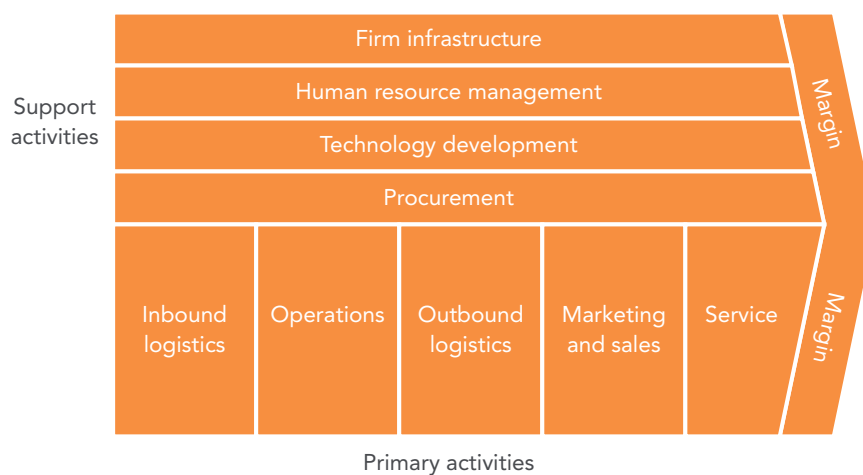 Support
activities
Firm infrastructure
Human resource management
Technology development
Procurement
Margin
Inbound
logistics
Operations
Outbound
logistics
Marketing
and sales
Service
Margin
Primary activities